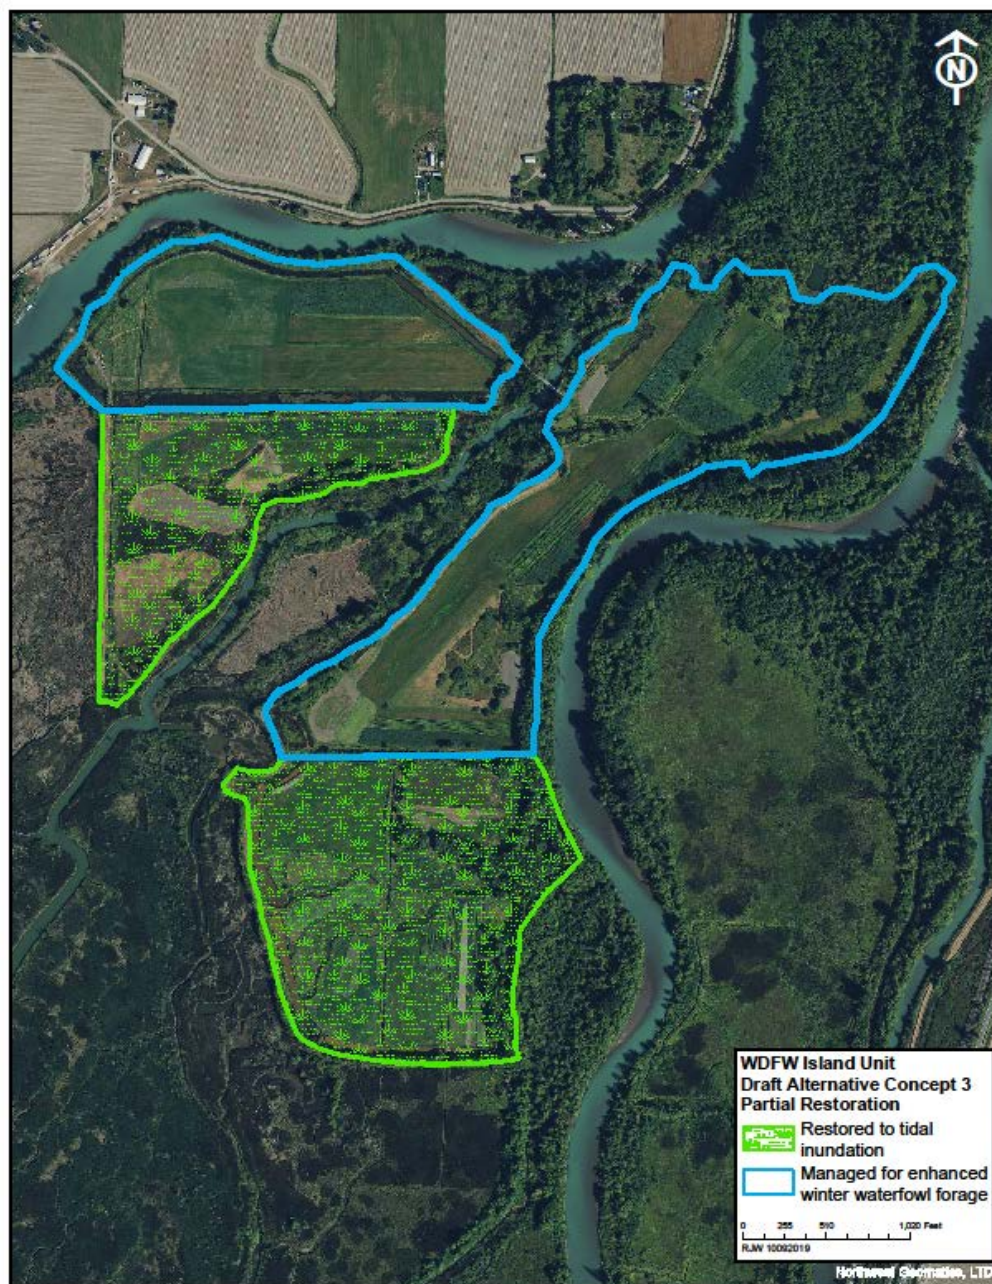 N
WDFW Island Unit
Draft Alternative Concept 3
Partial Restoration
Restored to tidal
inundation
Managed for enhanced
winter waterfowl forage
0 255 510 1,020 Feet
RJW 10092019
Northwest Geomatics, LTD